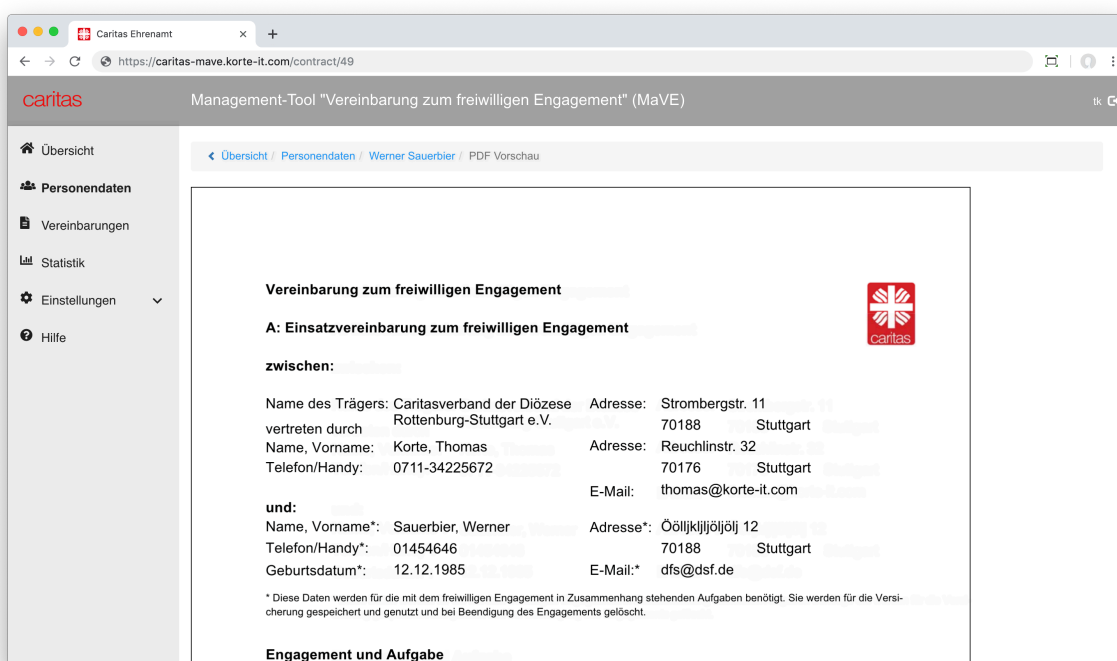 Caritas Ehrenamt
https://caritas-mave.korte-it.com/contract/49
caritas
Management-Tool "Vereinbarung zum freiwilligen Engagement" (MaVE)
tk
Übersicht
Personendaten
Vereinbarungen
Statistik
Einstellungen
Hilfe
Übersicht / Personendaten / Werner Sauerbier / PDF Vorschau
Vereinbarung zum freiwilligen Engagement
A: Einsatzvereinbarung zum freiwilligen Engagement
caritas
zwischen:
Name des Trägers: Caritasverband der Diözese Adresse: Strombergstr. 11
Rottenburg-Stuttgart e.V.
vertreten durch 70188 Stuttgart
Name, Vorname: Korte, Thomas Adresse: Reuchlinstr. 32
Telefon/Handy: 0711-34225672 70176 Stuttgart
E-Mail: thomas@korte-it.com
und:
Name, Vorname*: Sauerbier, Werner Adresse*: Öölljkljljöljölj 12
Telefon/Handy*: 01454646 70188 Stuttgart
Geburtsdatum*: 12.12.1985 E-Mail:* dfs@dsf.de
* Diese Daten werden für die mit dem freiwilligen Engagement in Zusammenhang stehenden Aufgaben benötigt. Sie werden für die Versi-
cherung gespeichert und genutzt und bei Beendigung des Engagements gelöscht.
Engagement und Aufgabe